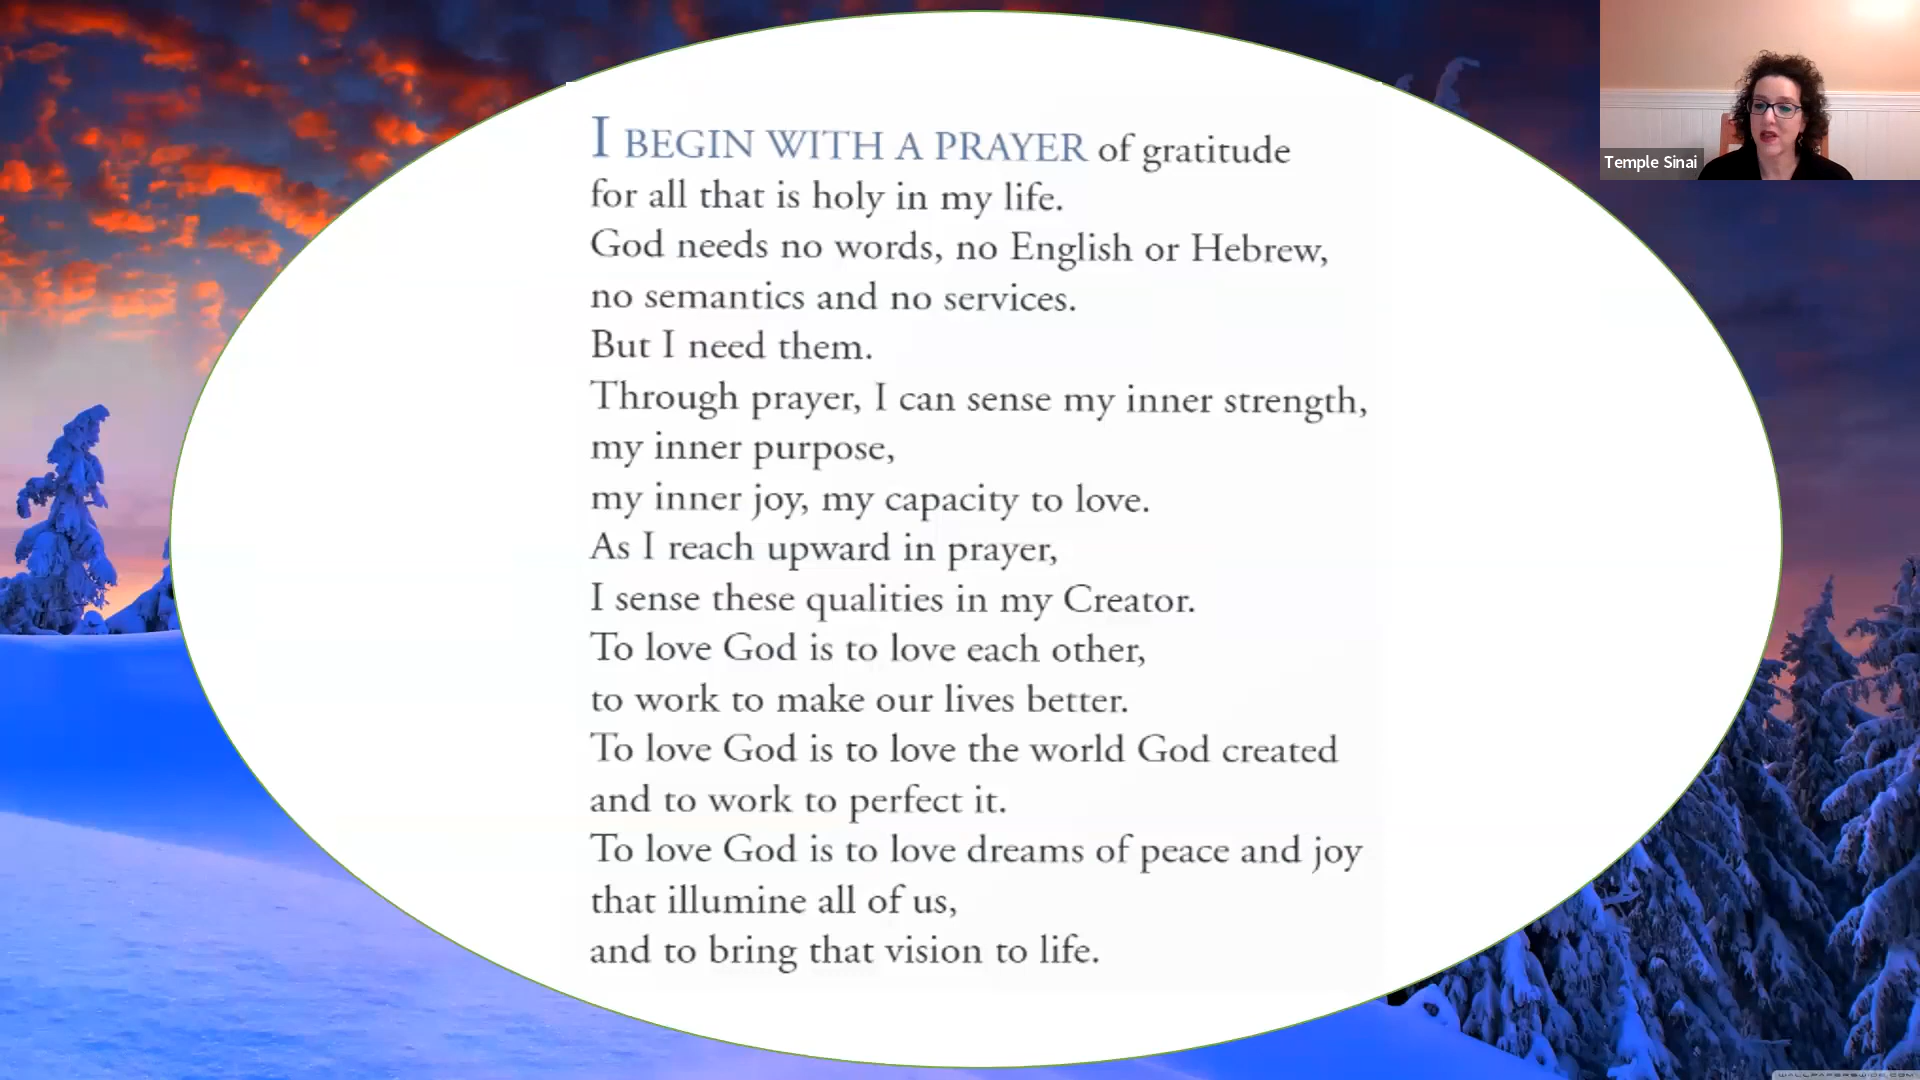 I BEGIN WITH A PRAYER of gratitude
for all that is holy in my life.
God needs no words, no English or Hebrew,
no semantics and no services.
But I need them.
Through prayer, I can sense my inner strength,
my inner purpose,
my inner joy, my capacity to love.
As I reach upward in prayer,
I sense these qualities in my Creator.
To love God is to love each other,
to work to make our lives better.
To love God is to love the world God created
and to work to perfect it.
To love God is to love dreams of peace and joy
that illumine all of us,
and to bring that vision to life.
Temple Sinai
WALLPAPERSWIDE.COM